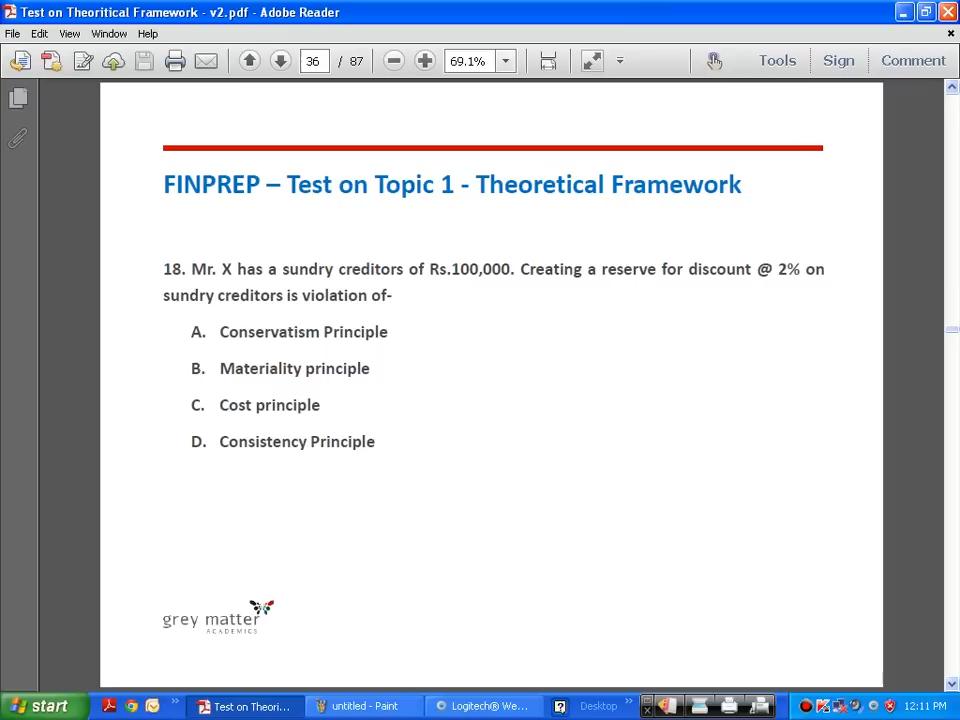 Test on Theoritical Framework - v2.pdf - Adobe Reader
File Edit View Window Help
36 / 87 69.1% Tools Sign Comment
FINPREP – Test on Topic 1 - Theoretical Framework
18. Mr. X has a sundry creditors of Rs.100,000. Creating a reserve for discount @ 2% on
sundry creditors is violation of-
A. Conservatism Principle
B. Materiality principle
C. Cost principle
D. Consistency Principle
grey matter
ACADEMICS
start Test on Theori... untitled - Paint Logitech® We... Desktop 12:11 PM